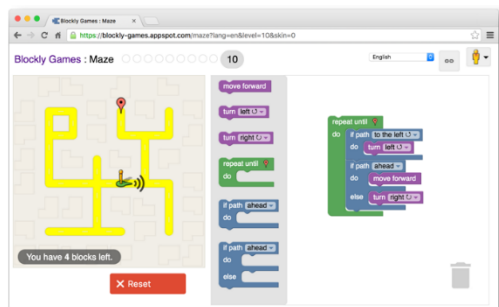 Blockly Games : Maze
https://blockly-games.appspot.com/maze?lang=en&level=10&skin=0
Blockly Games : Maze
10
English
move forward
turn left ↺
turn right ↻
repeat until
do
if path ahead
do
if path ahead
do
else
repeat until
do
if path to the left ↺
do
turn left ↺
if path ahead
do
move forward
else
turn right ↻
You have 4 blocks left.
Reset